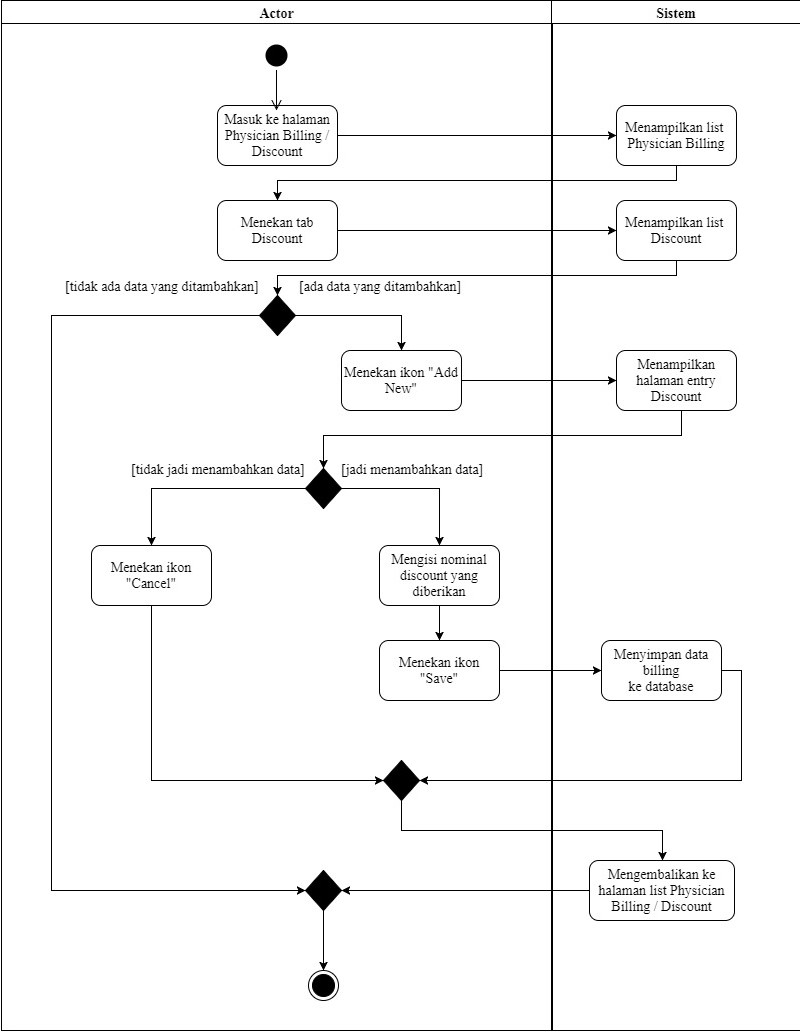 Actor
Sistem
Masuk ke halaman
Physician Billing /
Discount
Menampilkan list
Physician Billing
Menekan tab
Discount
Menampilkan list
Discount
[tidak ada data yang ditambahkan]
[ada data yang ditambahkan]
Menekan ikon "Add
New"
Menampilkan
halaman entry
Discount
[tidak jadi menambahkan data]
[jadi menambahkan data]
Menekan ikon
"Cancel"
Mengisi nominal
discount yang
diberikan
Menekan ikon
"Save"
Menyimpan data
billing
ke database
Mengembalikan ke
halaman list Physician
Billing / Discount